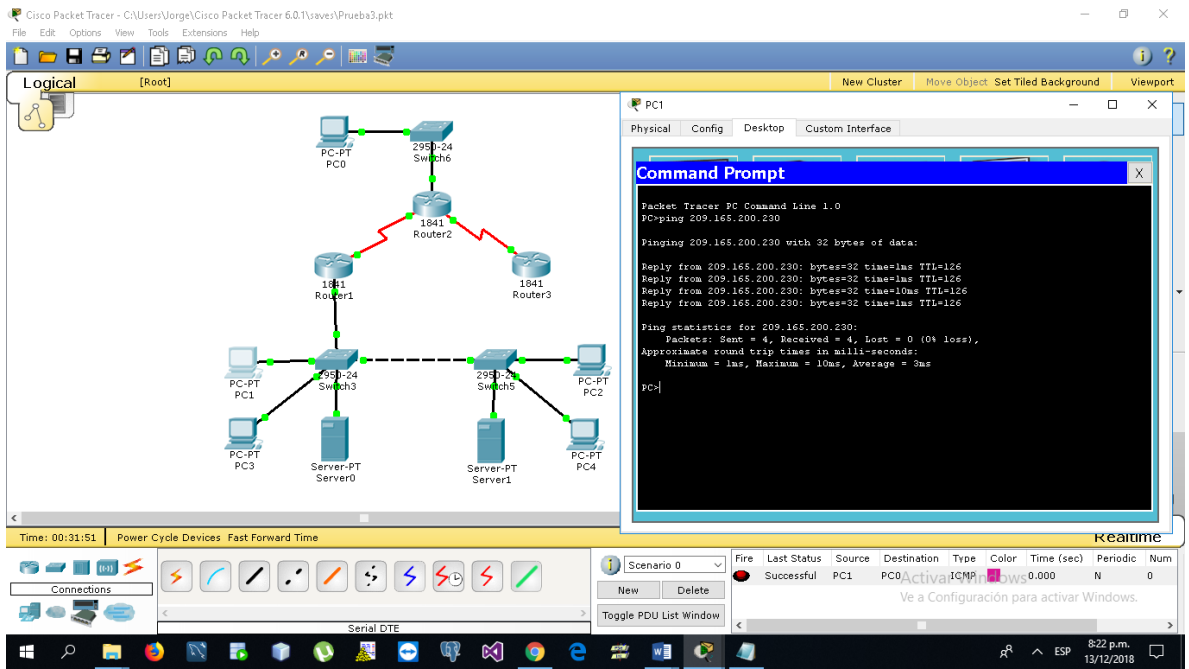 Cisco Packet Tracer - C:\Users\Jorge\Cisco Packet Tracer 6.0.1\saves\Prueba3.pkt
File Edit Options View Tools Extensions Help
Logical [Root] New Cluster Move Object Set Tiled Background Viewport
PC-PT
PC0
2950-24
Switch6
1841
Router2
1841
Router1
1841
Router3
PC-PT
PC1
2950-24
Switch3
2950-24
Switch5
PC-PT
PC2
PC-PT
PC3
Server-PT
Server0
Server-PT
Server1
PC-PT
PC4
PC1
Physical Config Desktop Custom Interface
Command Prompt X
Packet Tracer PC Command Line 1.0
PC>ping 209.165.200.230
Pinging 209.165.200.230 with 32 bytes of data:
Reply from 209.165.200.230: bytes=32 time=1ms TTL=126
Reply from 209.165.200.230: bytes=32 time=1ms TTL=126
Reply from 209.165.200.230: bytes=32 time=10ms TTL=126
Reply from 209.165.200.230: bytes=32 time=1ms TTL=126
Ping statistics for 209.165.200.230:
Packets: Sent = 4, Received = 4, Lost = 0 (0% loss),
Approximate round trip times in milli-seconds:
Minimum = 1ms, Maximum = 10ms, Average = 3ms
PC>
Time: 00:31:51 Power Cycle Devices Fast Forward Time Realtime
Connections
Serial DTE
Scenario 0
New Delete
Toggle PDU List Window
Fire Last Status Source Destination Type Color Time (sec) Periodic Num
Successful PC1 PC0 ICMP 0.000 N 0
Activar Windows
Ve a Configuración para activar Windows.
ESP
8:22 p.m.
13/12/2018